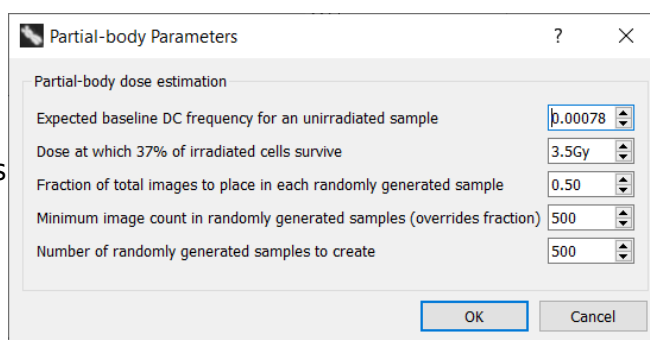 Partial-body Parameters ? ×
Partial-body dose estimation
Expected baseline DC frequency for an unirradiated sample 0.00078
Dose at which 37% of irradiated cells survive 3.5Gy
s
Fraction of total images to place in each randomly generated sample 0.50
Minimum image count in randomly generated samples (overrides fraction) 500
Number of randomly generated samples to create 500
OK Cancel